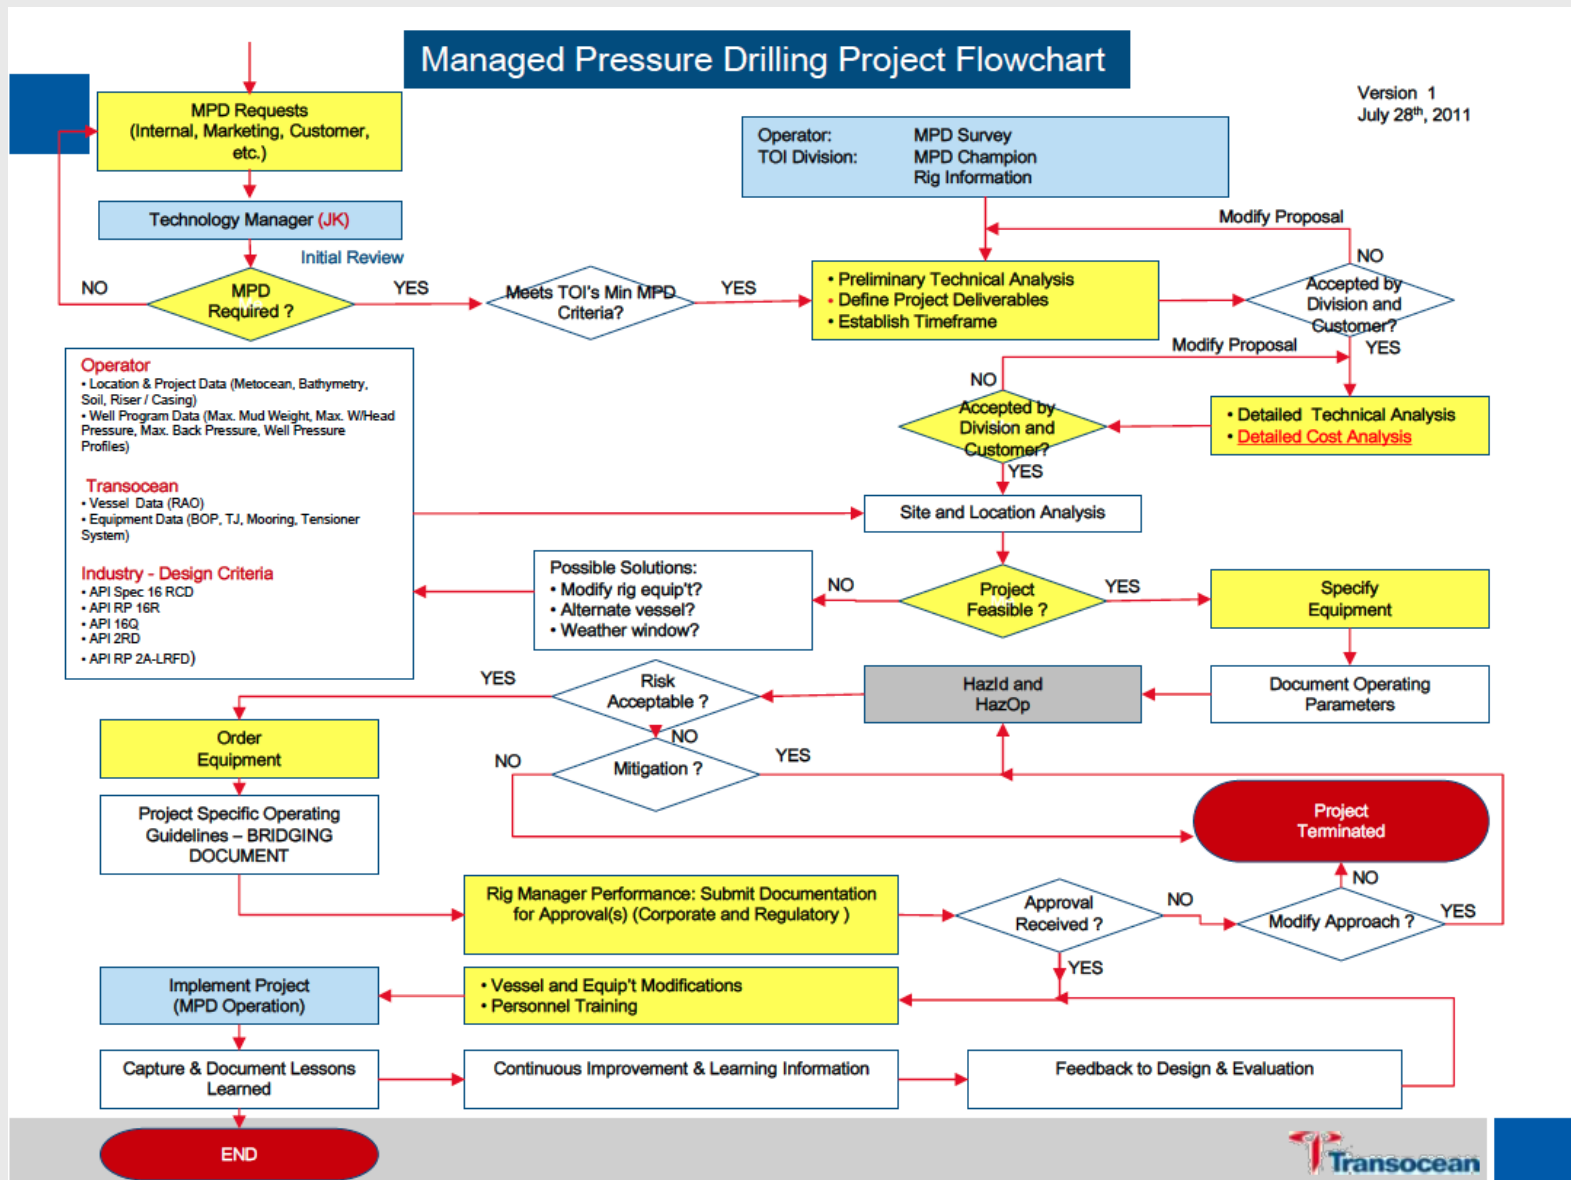 Managed Pressure Drilling Project Flowchart
Version 1
July 28th, 2011
MPD Requests
(Internal, Marketing, Customer,
etc.)
Operator: MPD Survey
TOI Division: MPD Champion
Rig Information
Technology Manager (JK)
Modify Proposal
Initial Review
NO
MPD
Required ?
YES
Meets TOI's Min MPD
Criteria?
YES
• Preliminary Technical Analysis
• Define Project Deliverables
• Establish Timeframe
NO
Accepted by
Division and
Customer?
YES
Modify Proposal
Operator
• Location & Project Data (Metocean, Bathymetry,
Soil, Riser / Casing)
• Well Program Data (Max. Mud Weight, Max. W/Head
Pressure, Max. Back Pressure, Well Pressure
Profiles)
Transocean
• Vessel Data (RAO)
• Equipment Data (BOP, TJ, Mooring, Tensioner
System)
Industry - Design Criteria
• API Spec 16 RCD
• API RP 16R
• API 16Q
• API 2RD
• API RP 2A-LRFD)
NO
Accepted by
Division and
Customer?
YES
• Detailed Technical Analysis
• Detailed Cost Analysis
Site and Location Analysis
Possible Solutions:
• Modify rig equip't?
• Alternate vessel?
• Weather window?
NO
Project
Feasible ?
YES
Specify
Equipment
YES
Risk
Acceptable ?
NO
HazId and
HazOp
Document Operating
Parameters
Order
Equipment
NO
Mitigation ?
YES
Project Specific Operating
Guidelines – BRIDGING
DOCUMENT
Project
Terminated
Rig Manager Performance: Submit Documentation
for Approval(s) (Corporate and Regulatory )
Approval
Received ?
NO
NO
Modify Approach ?
YES
YES
Implement Project
(MPD Operation)
• Vessel and Equip't Modifications
• Personnel Training
Capture & Document Lessons
Learned
Continuous Improvement & Learning Information
Feedback to Design & Evaluation
END
Transocean